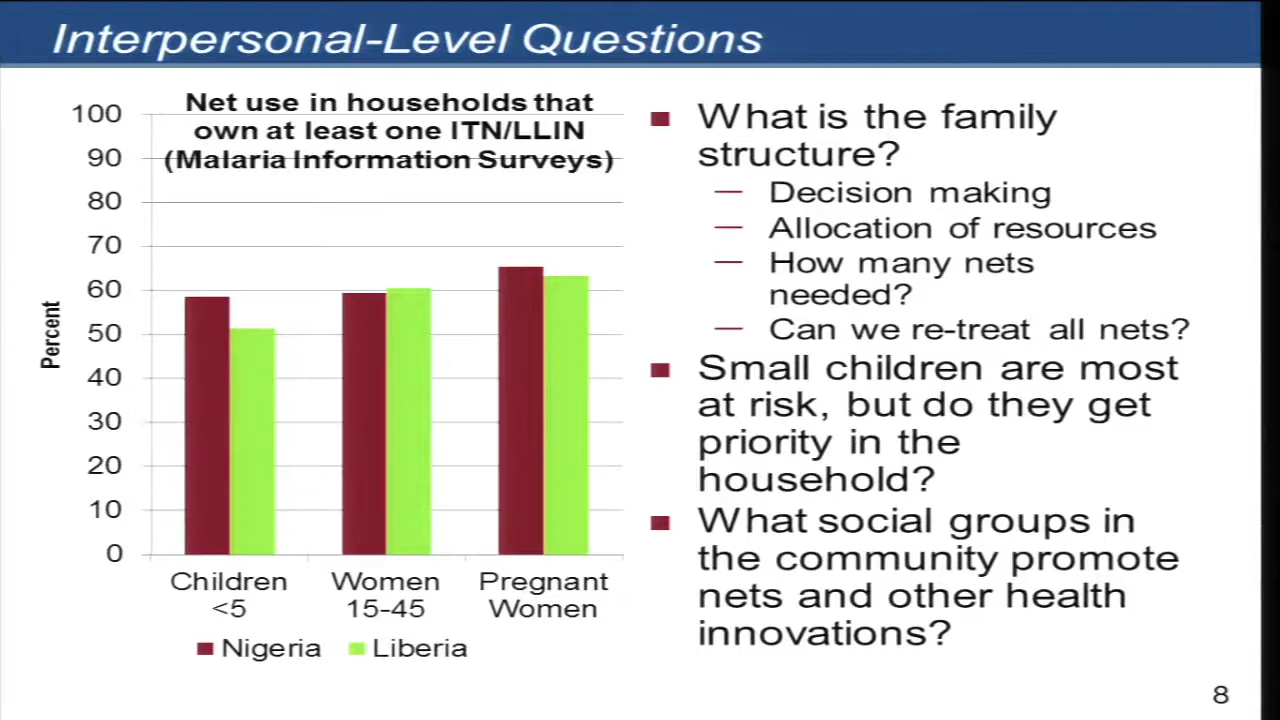 Interpersonal-Level Questions
Net use in households that
own at least one ITN/LLIN
(Malaria Information Surveys)
100
90
80
70
60
50
40
30
20
10
0
Percent
Children
<5
Women
15-45
Pregnant
Women
Nigeria
Liberia
What is the family
structure?
— Decision making
— Allocation of resources
— How many nets
needed?
— Can we re-treat all nets?
Small children are most
at risk, but do they get
priority in the
household?
What social groups in
the community promote
nets and other health
innovations?
8